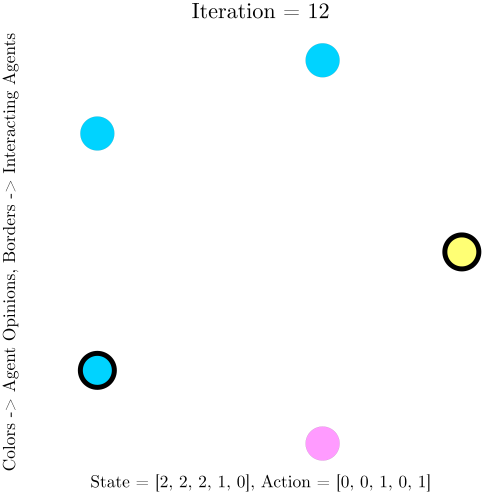 Iteration = 12
Colors -> Agent Opinions, Borders -> Interacting Agents
State = [2, 2, 2, 1, 0], Action = [0, 0, 1, 0, 1]